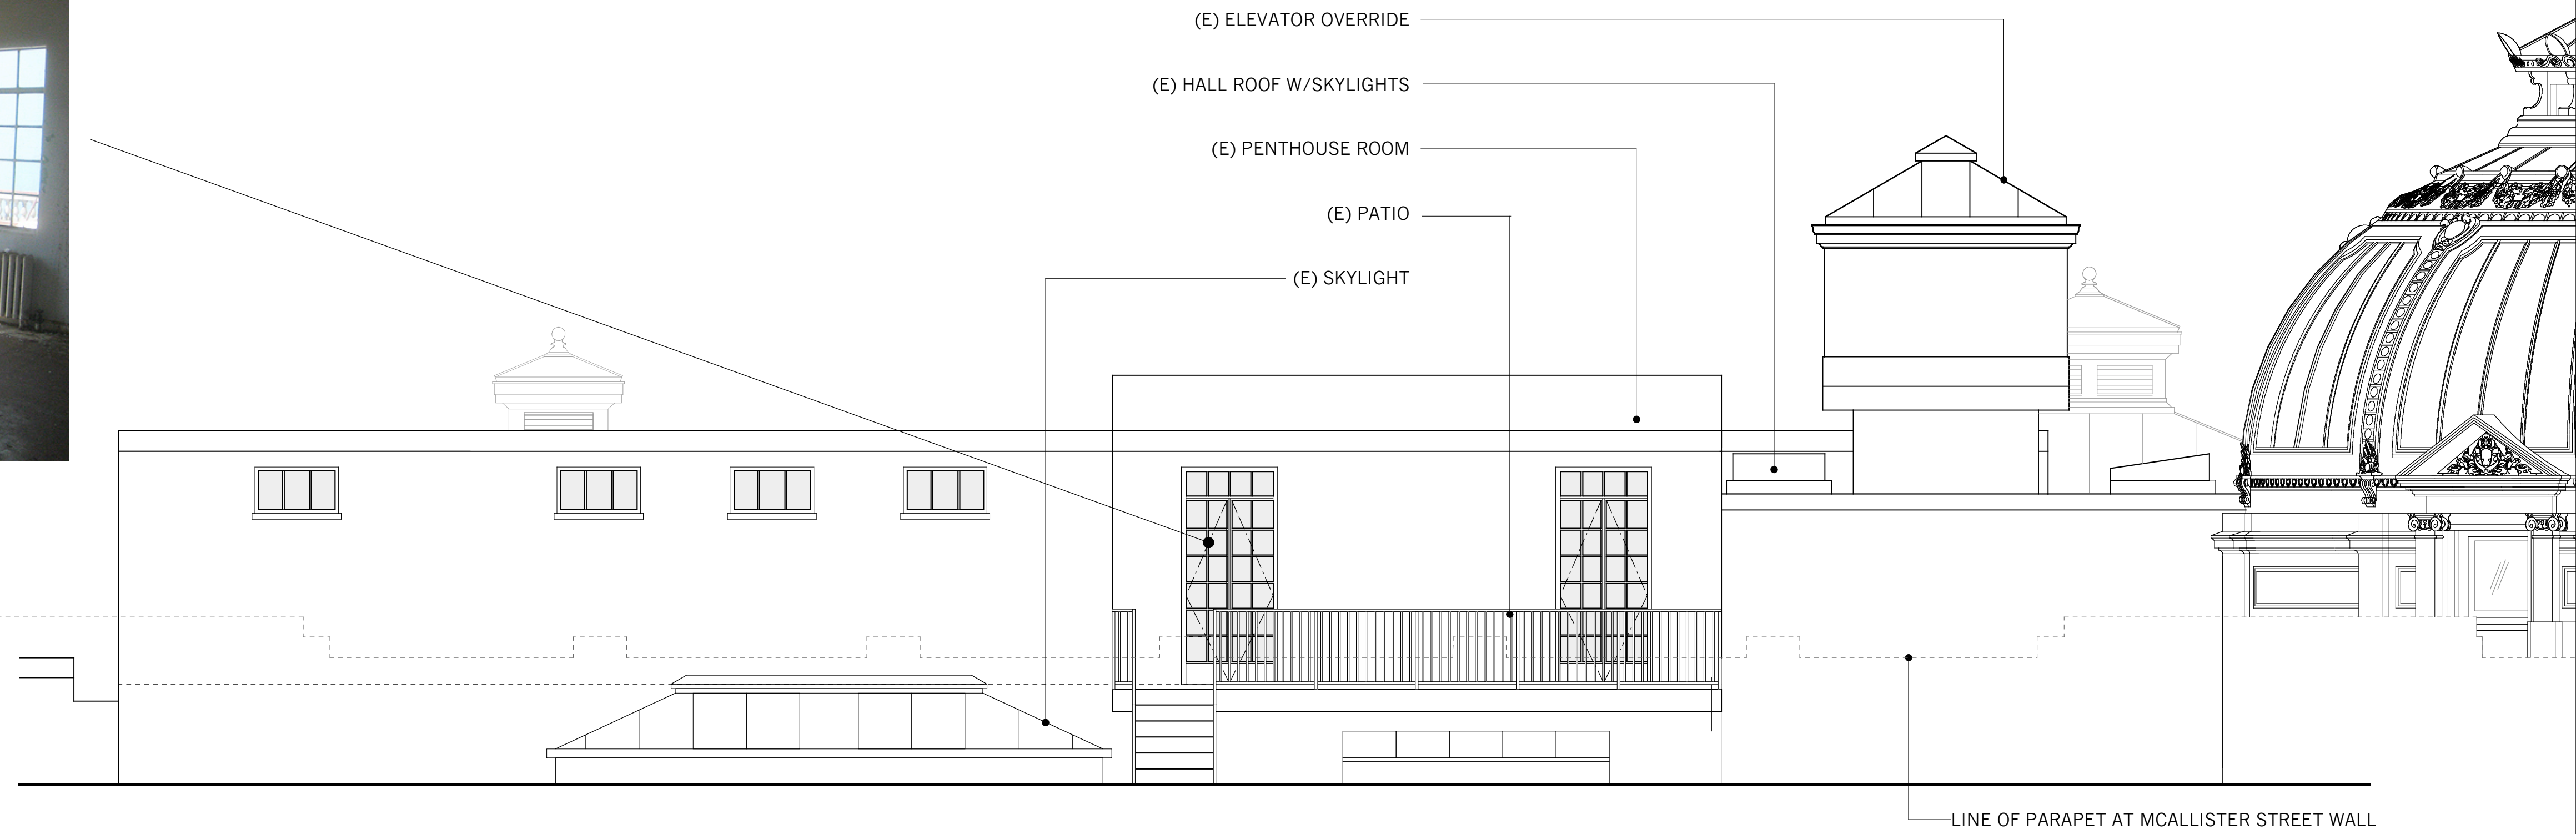 (E) ELEVATOR OVERRIDE
(E) HALL ROOF W/SKYLIGHTS
(E) PENTHOUSE ROOM
(E) PATIO
(E) SKYLIGHT
LINE OF PARAPET AT MCALLISTER STREET WALL